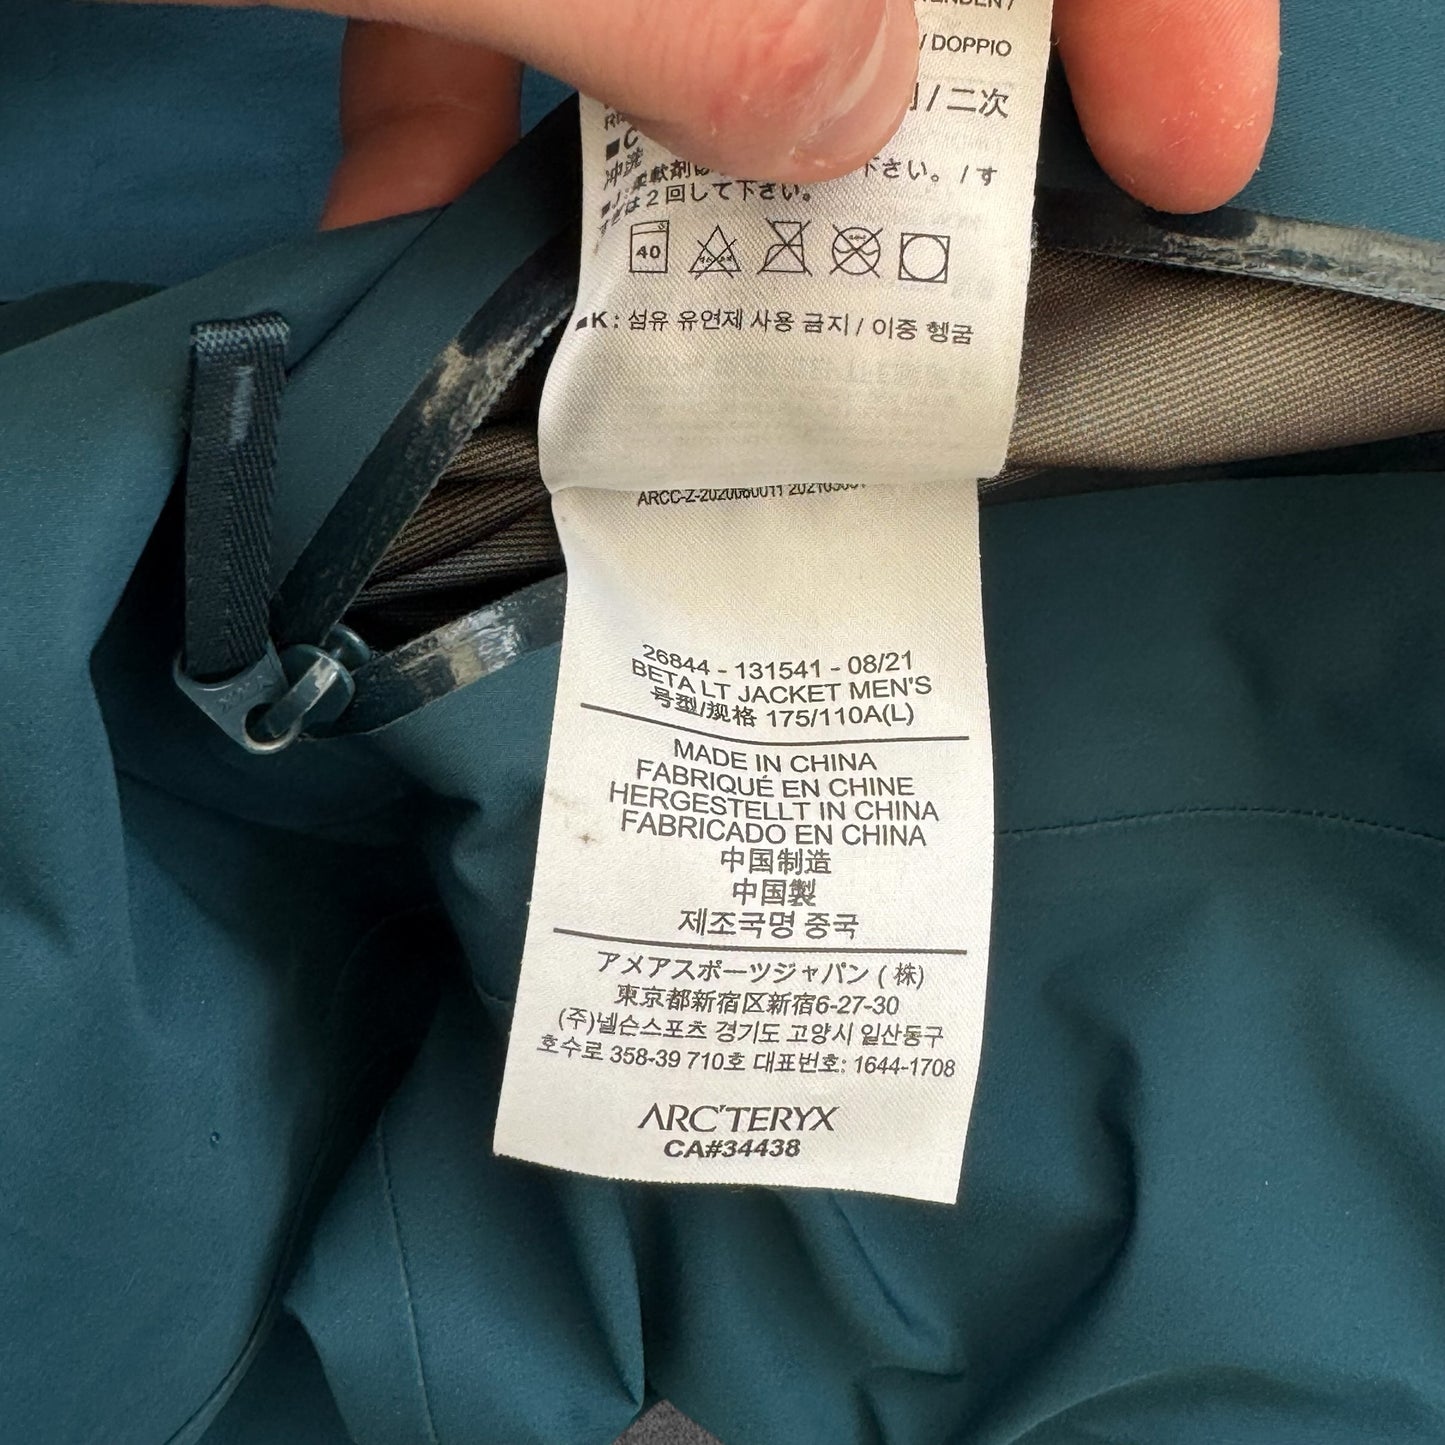 / DOPPIO
/ 二次
■C
冲洗
下さい。/ す
すぎは2回して下さい。
40
■K : 섬유 유연제 사용 금지 / 이중 헹굼
26844 - 131541 - 08/21
BETA LT JACKET MEN'S
号型/规格 175/110A(L)
MADE IN CHINA
FABRIQUÉ EN CHINE
HERGESTELLT IN CHINA
FABRICADO EN CHINA
中国制造
中国製
제조국명 중국
アメアスポーツジャパン ( 株)
東京都新宿区新宿6-27-30
(주)넬슨스포츠 경기도 고양시 일산동구
호수로 358-39 710호 대표번호: 1644-1708
ARC'TERYX
CA#34438